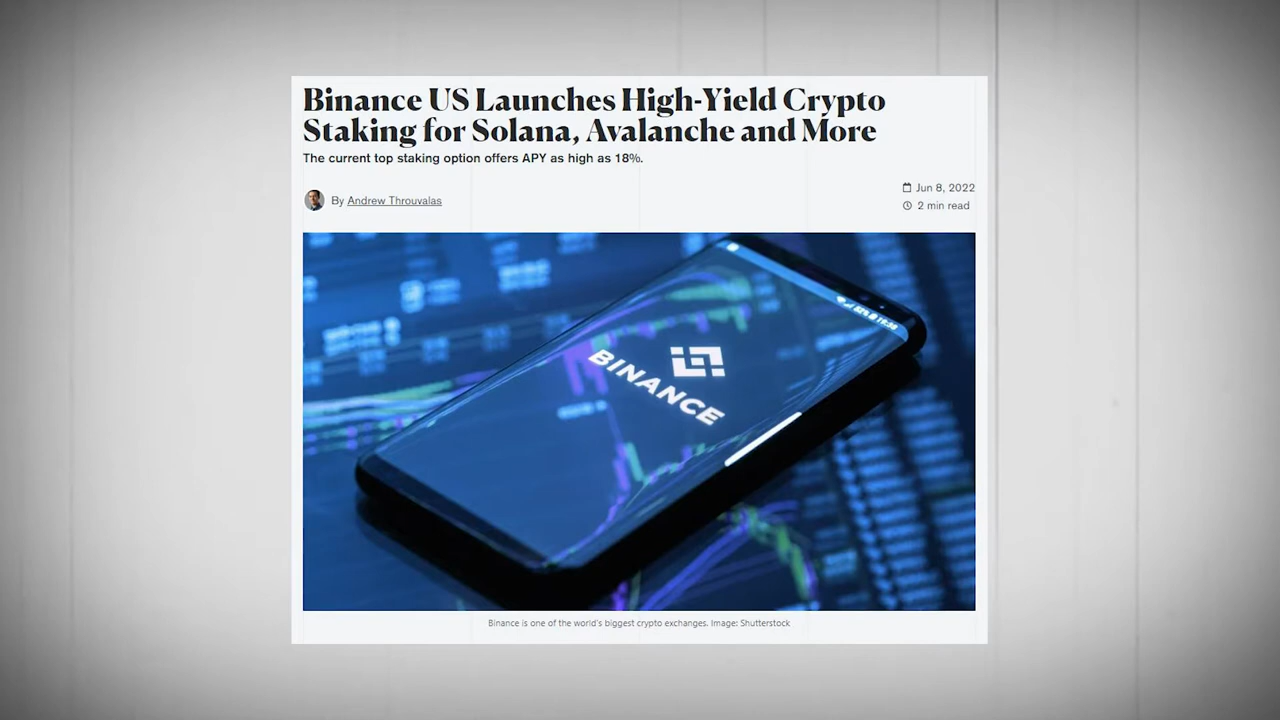 Binance US Launches High-Yield Crypto
Staking for Solana, Avalanche and More
The current top staking option offers APY as high as 18%.
By Andrew Throuvalas
Jun 8, 2022
2 min read
BINANCE
Binance is one of the world's biggest crypto exchanges. Image: Shutterstock